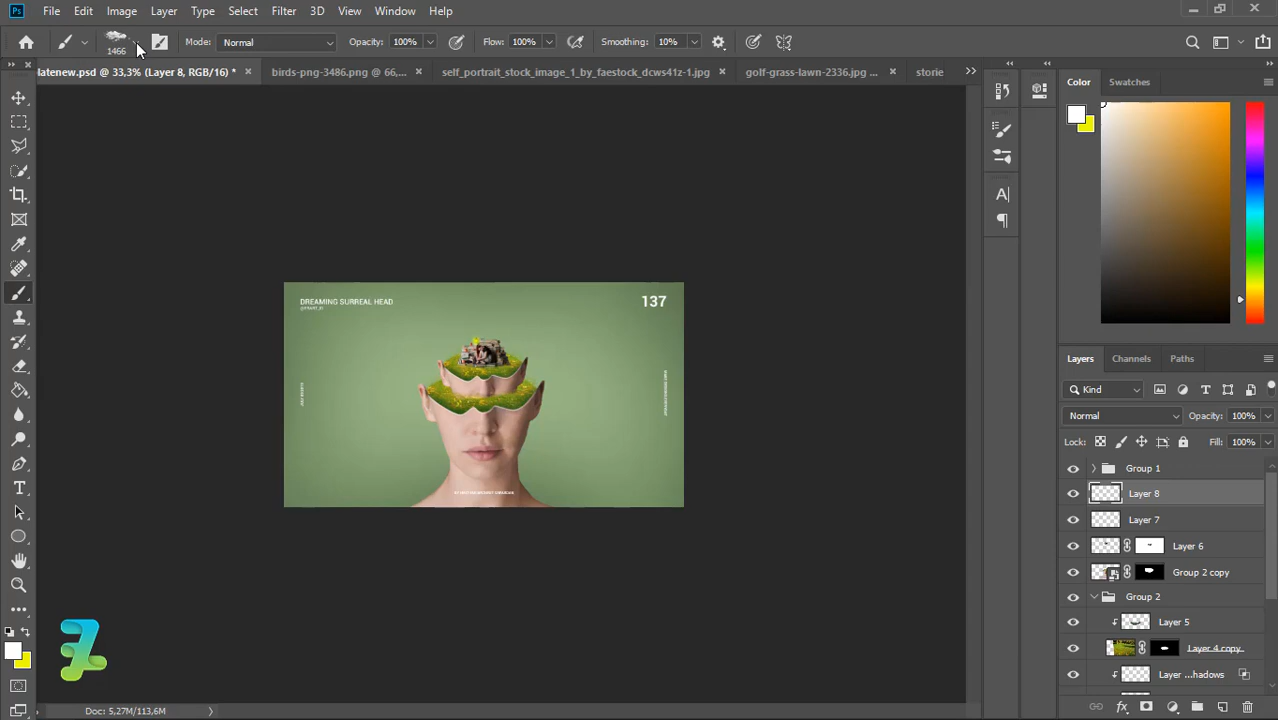 Ps File Edit Image Layer Type Select Filter 3D View Window Help
1466 Mode: Normal Opacity: 100% Flow: 100% Smoothing: 10%
latenew.psd @ 33,3% (Layer 8, RGB/16) * birds-png-3486.png @ 66,... self_portrait_stock_image_1_by_faestock_dcws41z-1.jpg golf-grass-lawn-2336.jpg ... storie
Color Swatches
DREAMING SURREAL HEAD
137
Layers Channels Paths
Kind
Normal Opacity: 100%
Lock: Fill: 100%
Group 1
Layer 8
Layer 7
Layer 6
Group 2 copy
Group 2
Layer 5
Layer 4 copy
Layer ...hadows
Doc: 5,27M/113,6M